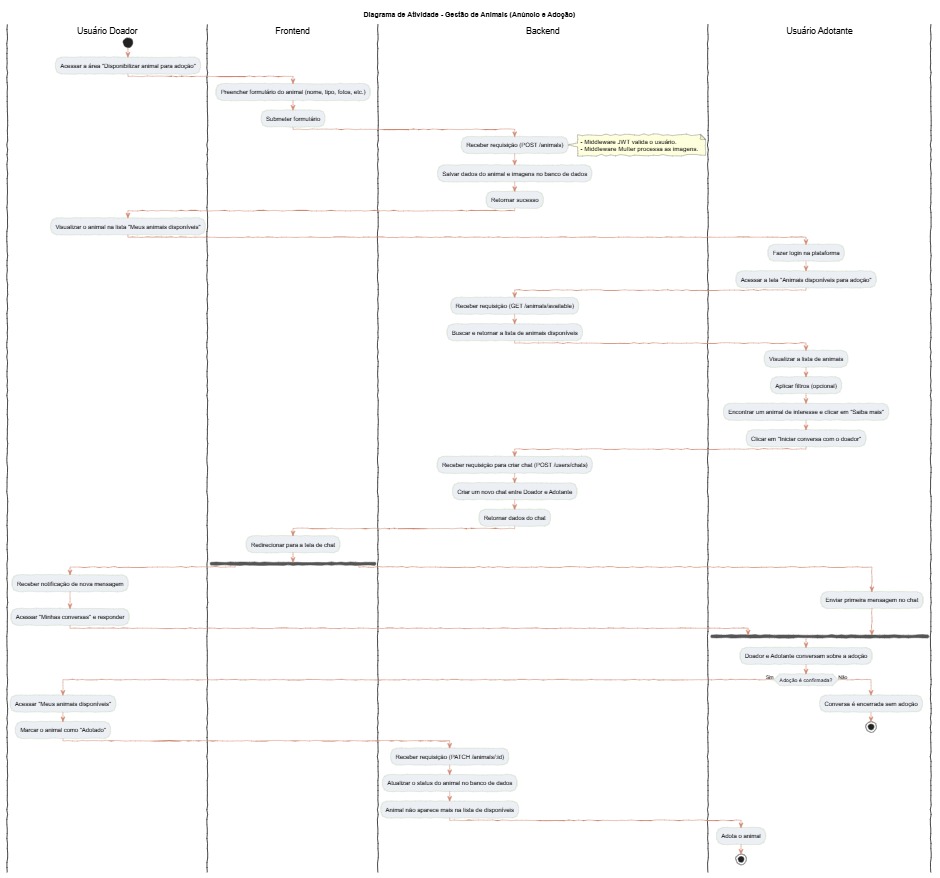 Diagrama de Atividade - Gestão de Animais (Anúncio e Adoção)
Usuário Doador
Frontend
Backend
Usuário Adotante
Acessar a área "Disponibilizar animal para adoção"
Preencher formulário do animal (nome, tipo, fotos, etc.)
Submeter formulário
Receber requisição (POST /animals)
- Middleware JWT valida o usuário.
- Middleware Multer processa as imagens.
Salvar dados do animal e imagens no banco de dados
Retornar sucesso
Visualizar o animal na lista "Meus animais disponíveis"
Fazer login na plataforma
Acessar a tela "Animais disponíveis para adoção"
Receber requisição (GET /animals/available)
Buscar e retornar a lista de animais disponíveis
Visualizar a lista de animais
Aplicar filtros (opcional)
Encontrar um animal de interesse e clicar em "Saiba mais"
Clicar em "Iniciar conversa com o doador"
Receber requisição para criar chat (POST /users/chats)
Criar um novo chat entre Doador e Adotante
Retornar dados do chat
Redirecionar para a tela de chat
Receber notificação de nova mensagem
Enviar primeira mensagem no chat
Acessar "Minhas conversas" e responder
Doador e Adotante conversam sobre a adoção
Sim
Adoção é confirmada?
Não
Acessar "Meus animais disponíveis"
Conversa é encerrada sem adoção
Marcar o animal como "Adotado"
Receber requisição (PATCH /animals/:id)
Atualizar o status do animal no banco de dados
Animal não aparece mais na lista de disponíveis
Adota o animal